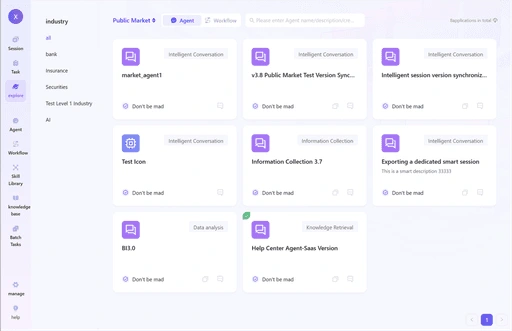 X
industry
Public Market
Agent
Workflow
Please enter Agent name/description/cre...
9applications in total
Session
all
Task
bank
explore
Insurance
Securities
Test Level 1 Industry
AI
Agent
Workflow
Skill
Library
knowledge
base
Batch
Tasks
manage
help
Intelligent Conversation
market_agent1
Don't be mad
Intelligent Conversation
v3.8 Public Market Test Version Sync...
Don't be mad
Intelligent Conversation
Intelligent session version synchroniz...
Don't be mad
Intelligent Conversation
Test Icon
Don't be mad
Information Collection
Information Collection 3.7
Don't be mad
Intelligent Conversation
Exporting a dedicated smart session
This is a smart description 33333
Don't be mad
Data analysis
BI3.0
Don't be mad
Knowledge Retrieval
Help Center Agent-Saas Version
Don't be mad
1